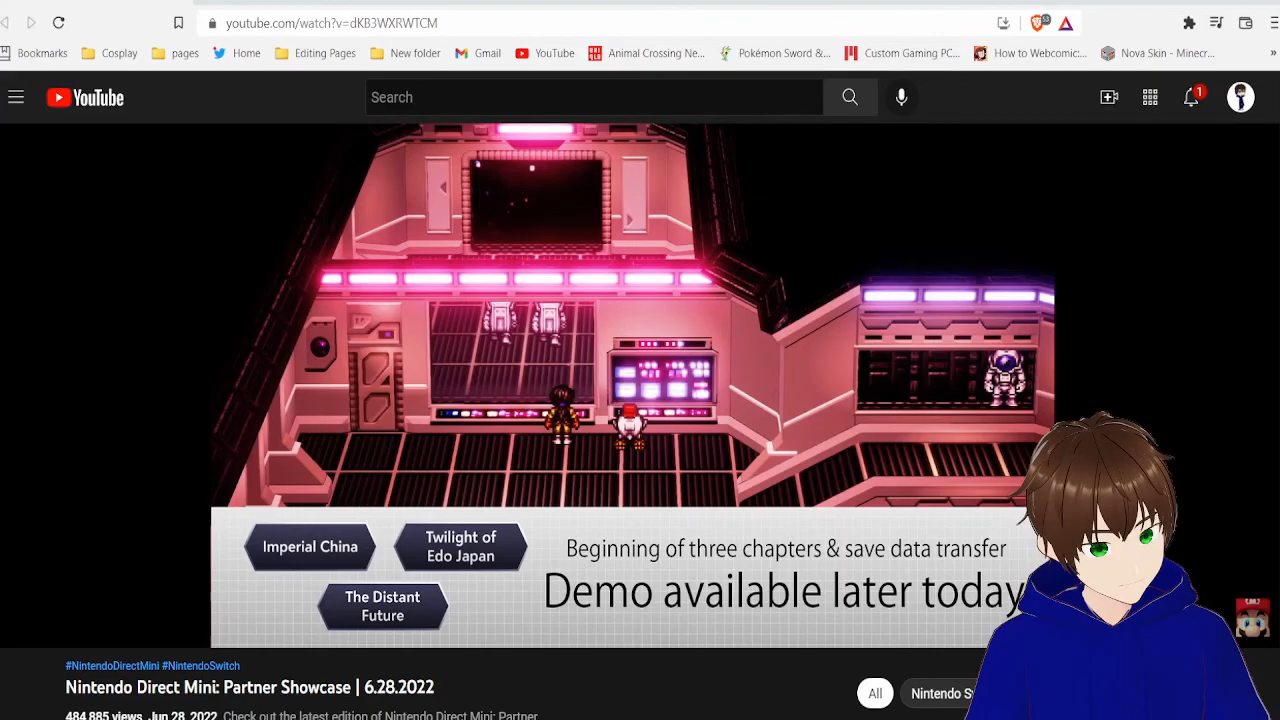 youtube.com/watch?v=dKB3WXRWTCM
53
Bookmarks Cosplay pages Home Editing Pages New folder Gmail YouTube Animal Crossing Ne... Pokémon Sword &... Custom Gaming PC... How to Webcomic:... Nova Skin - Minecr... »
YouTube
Search
1
Imperial China
Twilight of
Edo Japan
The Distant
Future
Beginning of three chapters & save data transfer
Demo available later today
#NintendoDirectMini #NintendoSwitch
Nintendo Direct Mini: Partner Showcase | 6.28.2022
All
Nintendo Sw
484,885 views Jun 28, 2022 Check out the latest edition of Nintendo Direct Mini: Partner